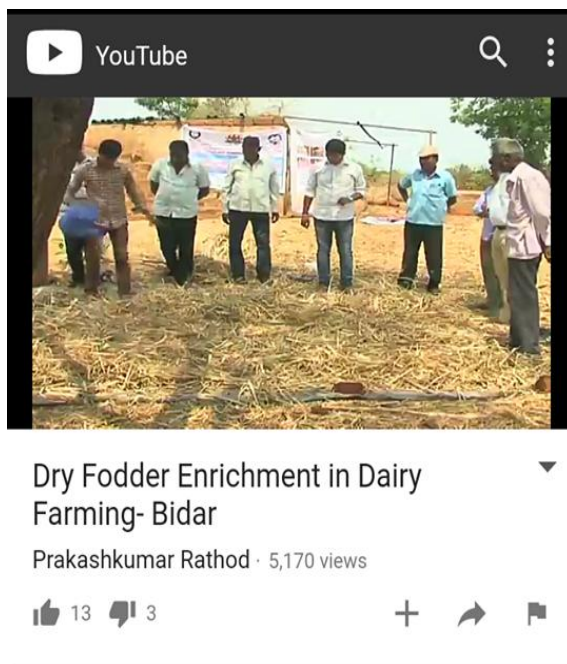 YouTube
Dry Fodder Enrichment in Dairy
Farming- Bidar
Prakashkumar Rathod · 5,170 views
13 3